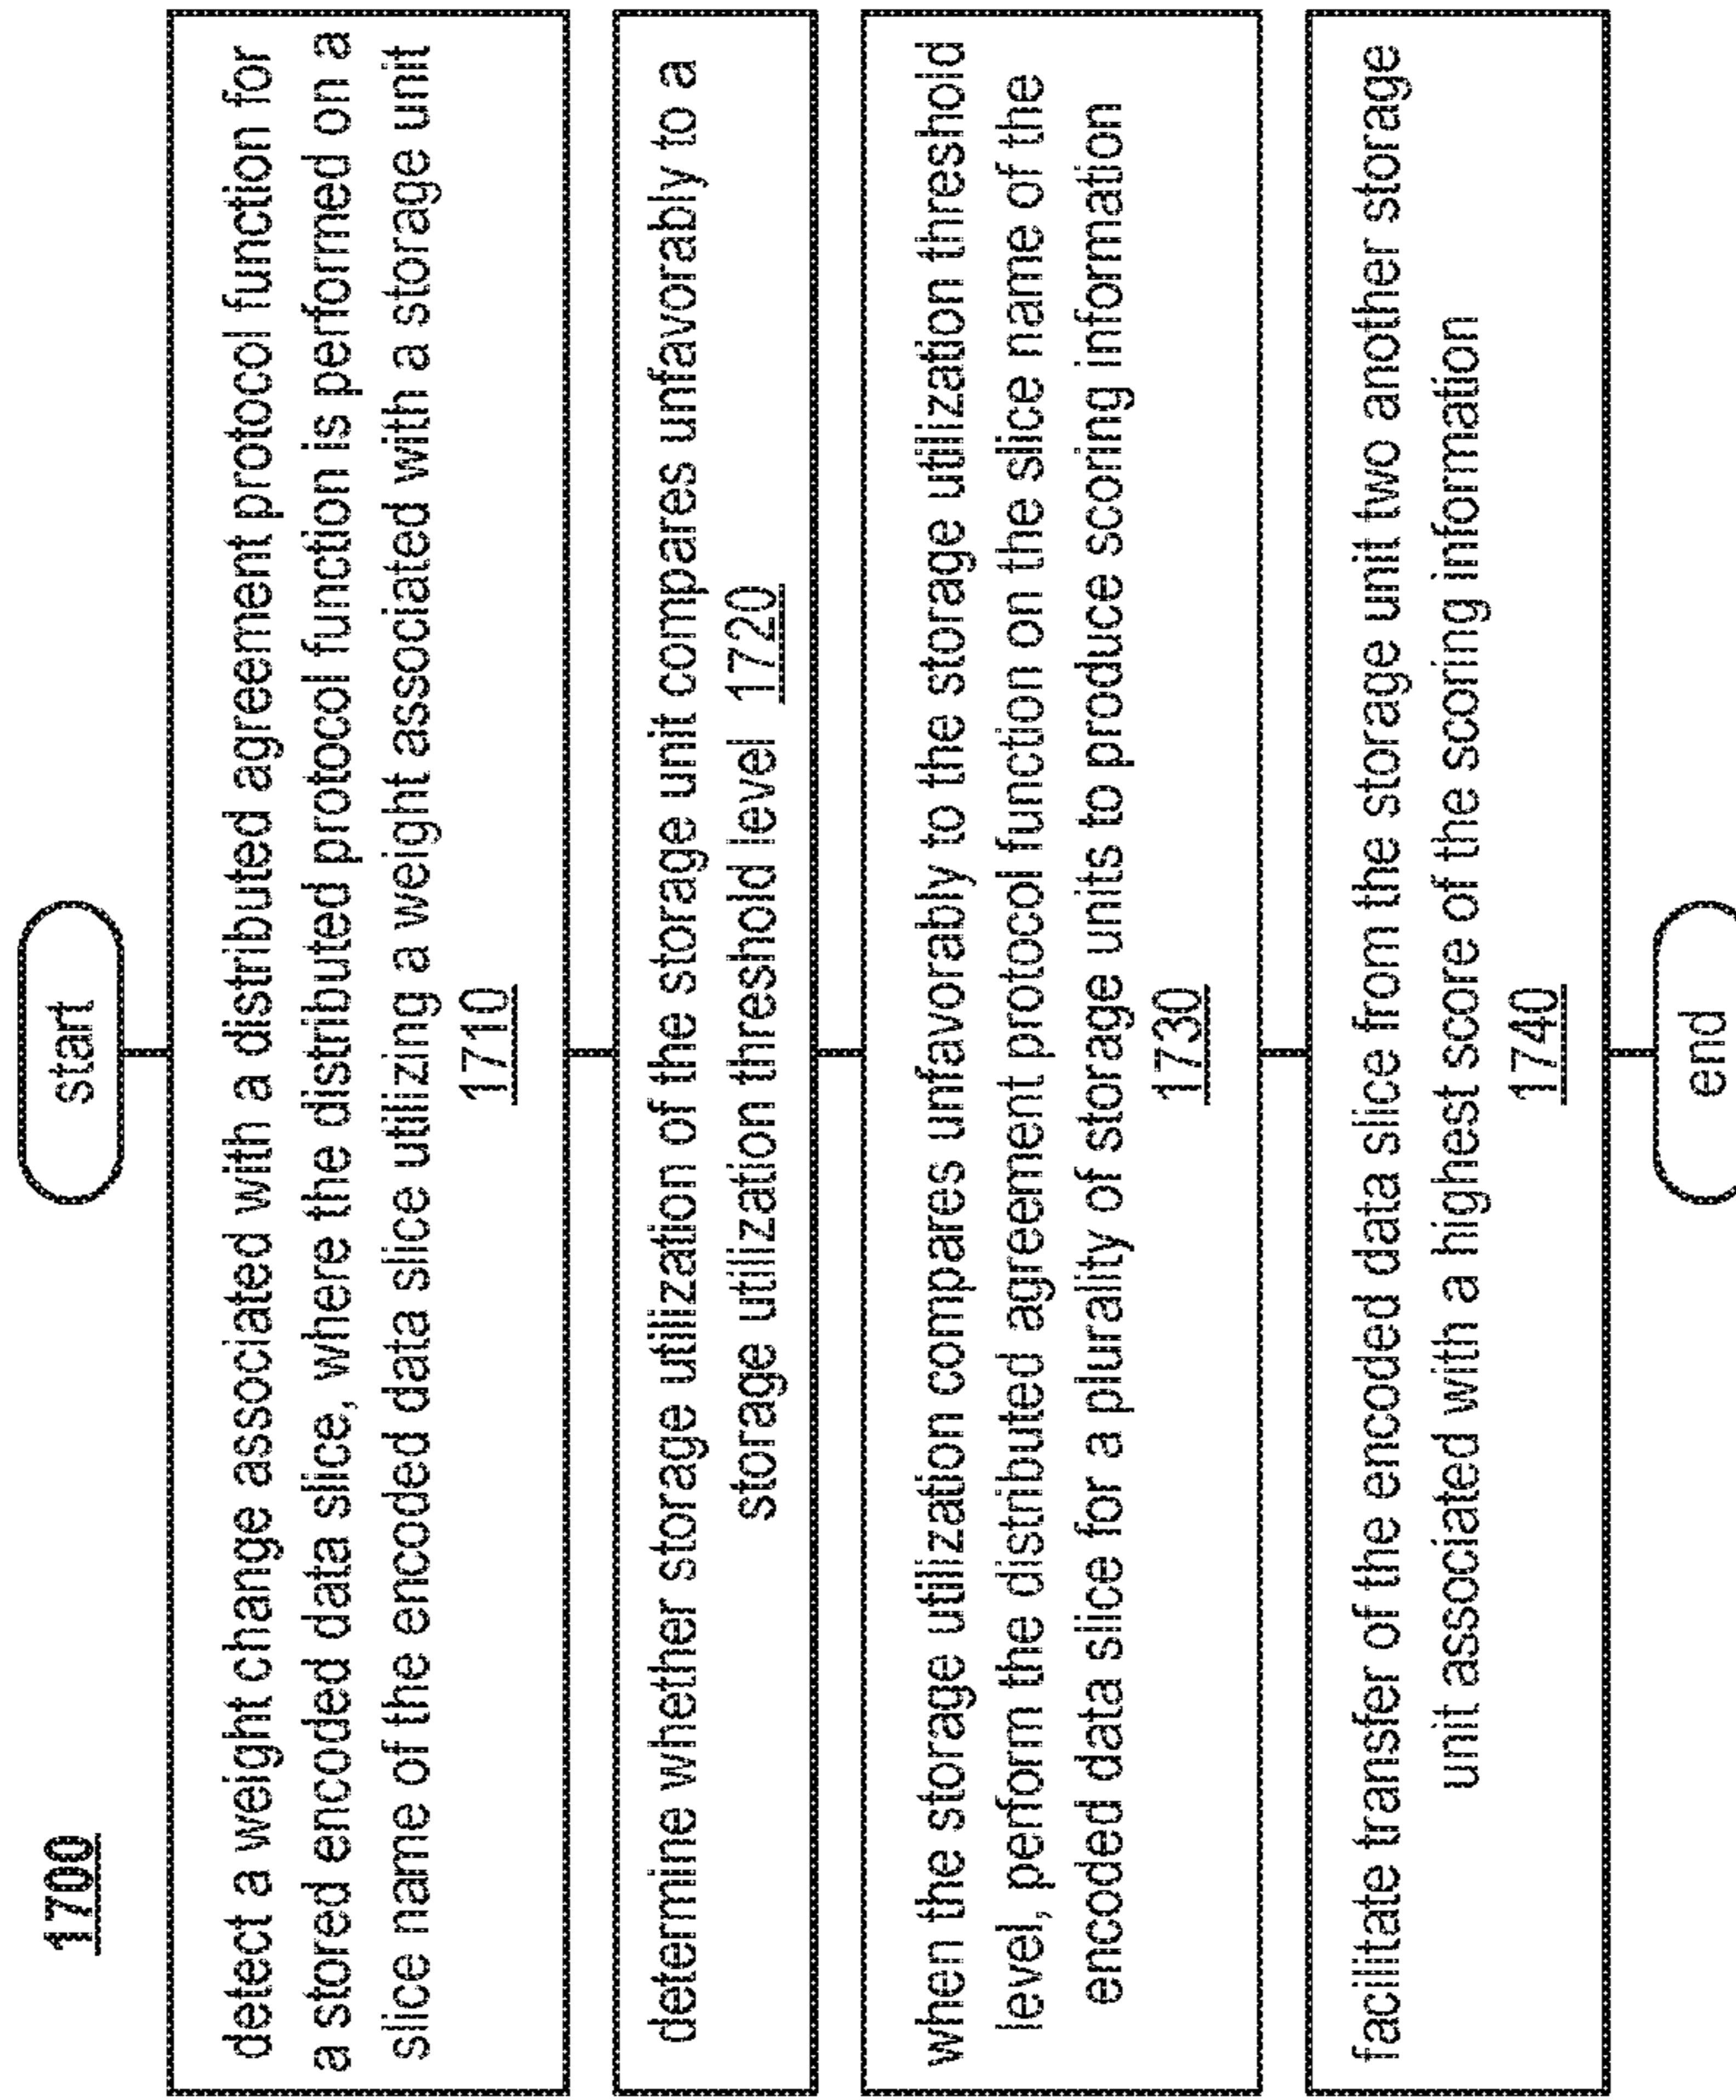 1700
start
detect a weight change associated with a distributed agreement protocol function for
a stored encoded data slice, where the distributed protocol function is performed on a
slice name of the encoded data slice utilizing a weight associated with a storage unit
1710
determine whether storage utilization of the storage unit compares unfavorably to a
storage utilization threshold level 1720
when the storage utilization compares unfavorably to the storage utilization threshold
level, perform the distributed agreement protocol function on the slice name of the
encoded data slice for a plurality of storage units to produce scoring information
1730
facilitate transfer of the encoded data slice from the storage unit two another storage
unit associated with a highest score of the scoring information
1740
end